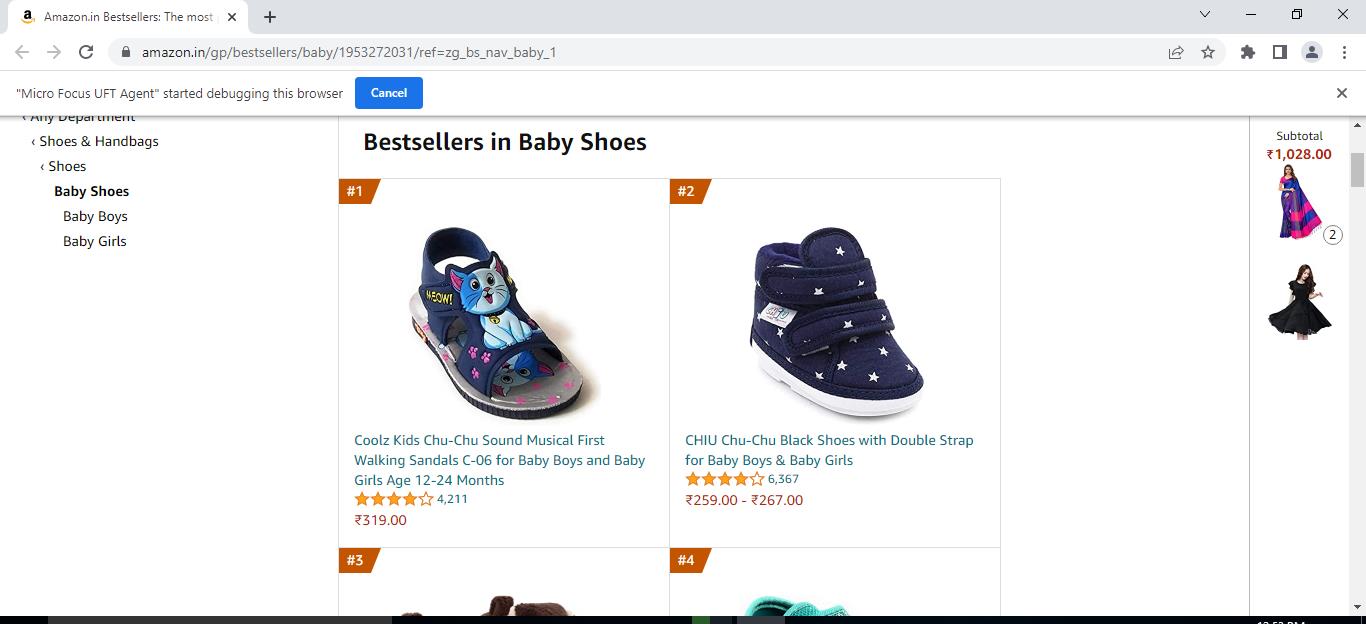 Amazon.in Bestsellers: The most
amazon.in/gp/bestsellers/baby/1953272031/ref=zg_bs_nav_baby_1
"Micro Focus UFT Agent" started debugging this browser
Cancel
‹ Any Department
‹ Shoes & Handbags
‹ Shoes
Baby Shoes
Baby Boys
Baby Girls
Bestsellers in Baby Shoes
#1
MEOW!
Coolz Kids Chu-Chu Sound Musical First
Walking Sandals C-06 for Baby Boys and Baby
Girls Age 12-24 Months
4,211
₹319.00
#2
CHIU Chu-Chu Black Shoes with Double Strap
for Baby Boys & Baby Girls
6,367
₹259.00 - ₹267.00
#3
#4
Subtotal
₹1,028.00
2